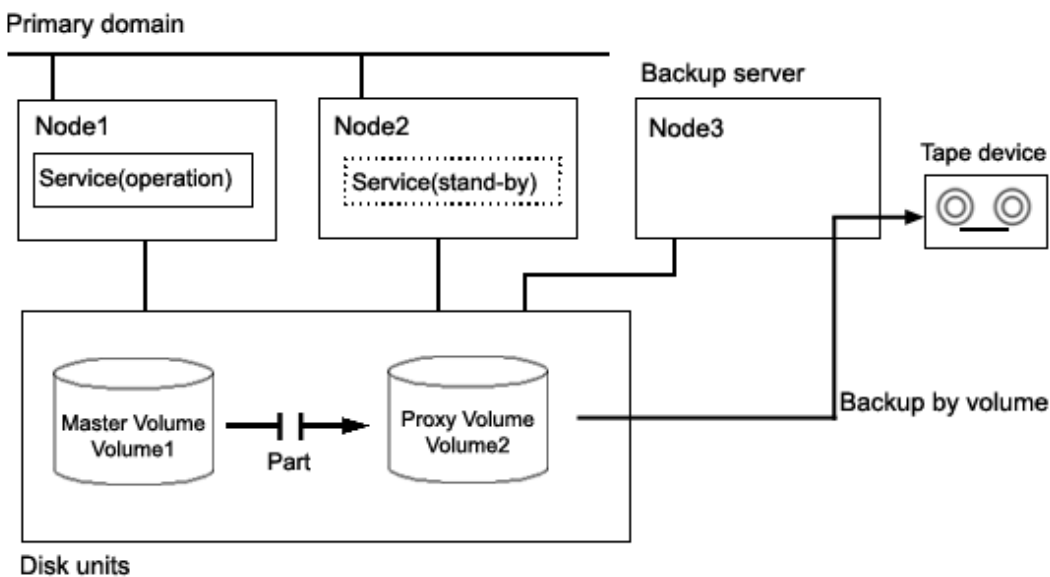 Primary domain
Backup server
Node1
Node2
Node3
Service(operation)
Service(stand-by)
Tape device
Master Volume
Volume1
Part
Proxy Volume
Volume2
Backup by volume
Disk units